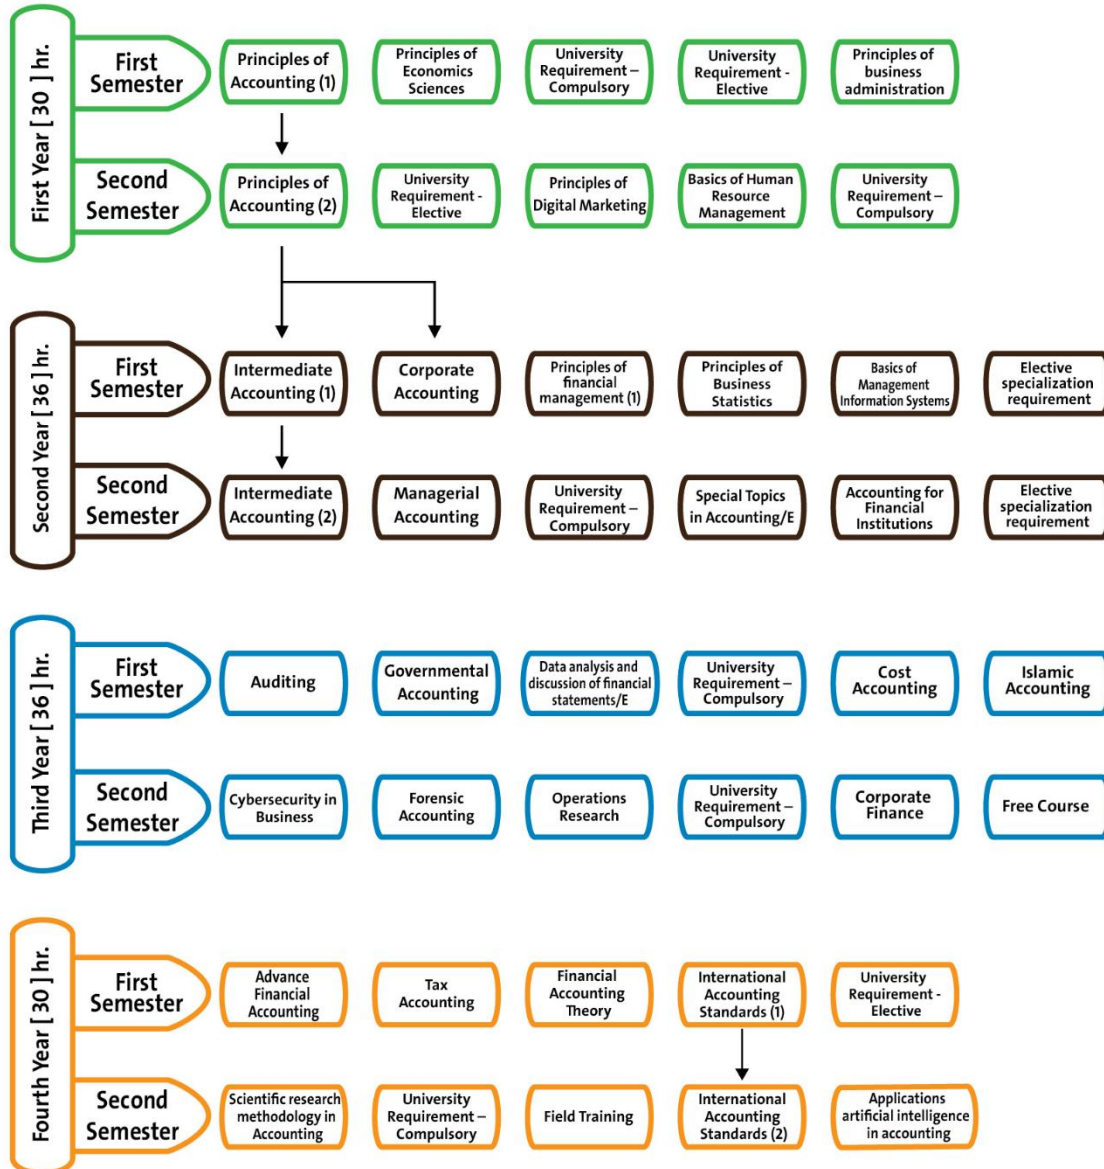 First Year [ 30 ] hr.
First
Semester
Principles of
Accounting (1)
Principles of
Economics
Sciences
University
Requirement –
Compulsory
University
Requirement -
Elective
Principles of
business
administration
Second
Semester
Principles of
Accounting (2)
University
Requirement -
Elective
Principles of
Digital Marketing
Basics of Human
Resource
Management
University
Requirement –
Compulsory
Second Year [36] hr.
First
Semester
Intermediate
Accounting (1)
Corporate
Accounting
Principles of
financial
management (1)
Principles of
Business
Statistics
Basics of
Management
Information Systems
Elective
specialization
requirement
Second
Semester
Intermediate
Accounting (2)
Managerial
Accounting
University
Requirement –
Compulsory
Special Topics
in Accounting/E
Accounting for
Financial
Institutions
Elective
specialization
requirement
Third Year [ 36 ] hr.
First
Semester
Auditing
Governmental
Accounting
Data analysis and
discussion of financial
statements/E
University
Requirement –
Compulsory
Cost
Accounting
Islamic
Accounting
Second
Semester
Cybersecurity in
Business
Forensic
Accounting
Operations
Research
University
Requirement –
Compulsory
Corporate
Finance
Free Course
Fourth Year [ 30 ] hr.
First
Semester
Advance
Financial
Accounting
Tax
Accounting
Financial
Accounting
Theory
International
Accounting
Standards (1)
University
Requirement -
Elective
Second
Semester
Scientific research
methodology in
Accounting
University
Requirement –
Compulsory
Field Training
International
Accounting
Standards (2)
Applications
artificial intelligence
in accounting